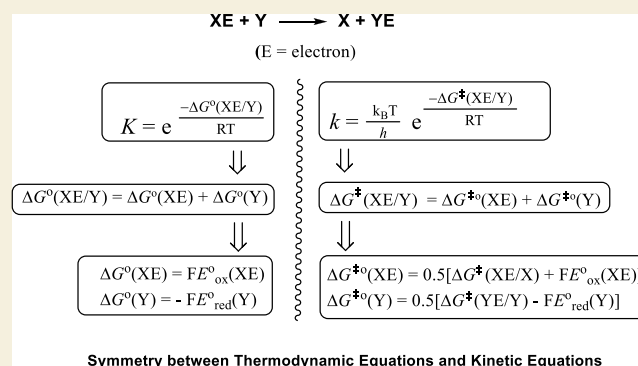 XE + Y ⟶ X + YE
(E = electron)
K = e^(-ΔG°(XE/Y)/RT)
ΔG°(XE/Y) = ΔG°(XE) + ΔG°(Y)
ΔG°(XE) = FE°ox(XE)
ΔG°(Y) = - FE°red(Y)
k = (kBT/h) e^(-ΔG‡(XE/Y)/RT)
ΔG‡(XE/Y) = ΔG‡°(XE) + ΔG‡°(Y)
ΔG‡°(XE) = 0.5[ΔG‡(XE/X) + FE°ox(XE)]
ΔG‡°(Y) = 0.5[ΔG‡(YE/Y) - FE°red(Y)]
Symmetry between Thermodynamic Equations and Kinetic Equations